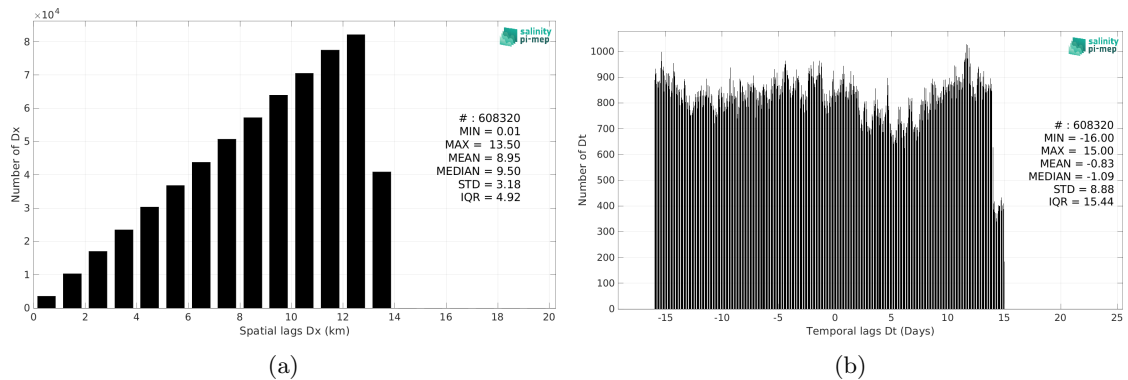 ×10⁴
9
8
7
6
5
4
3
2
1
0
Number of Dx
0 2 4 6 8 10 12 14 16 18 20
Spatial lags Dx (km)
salinity
pi-mep
# : 608320
MIN = 0.01
MAX = 13.50
MEAN = 8.95
MEDIAN = 9.50
STD = 3.18
IQR = 4.92
(a)
1000
900
800
700
600
500
400
300
200
100
0
Number of Dt
-15 -10 -5 0 5 10 15 20 25
Temporal lags Dt (Days)
salinity
pi-mep
# : 608320
MIN = -16.00
MAX = 15.00
MEAN = -0.83
MEDIAN = -1.09
STD = 8.88
IQR = 15.44
(b)